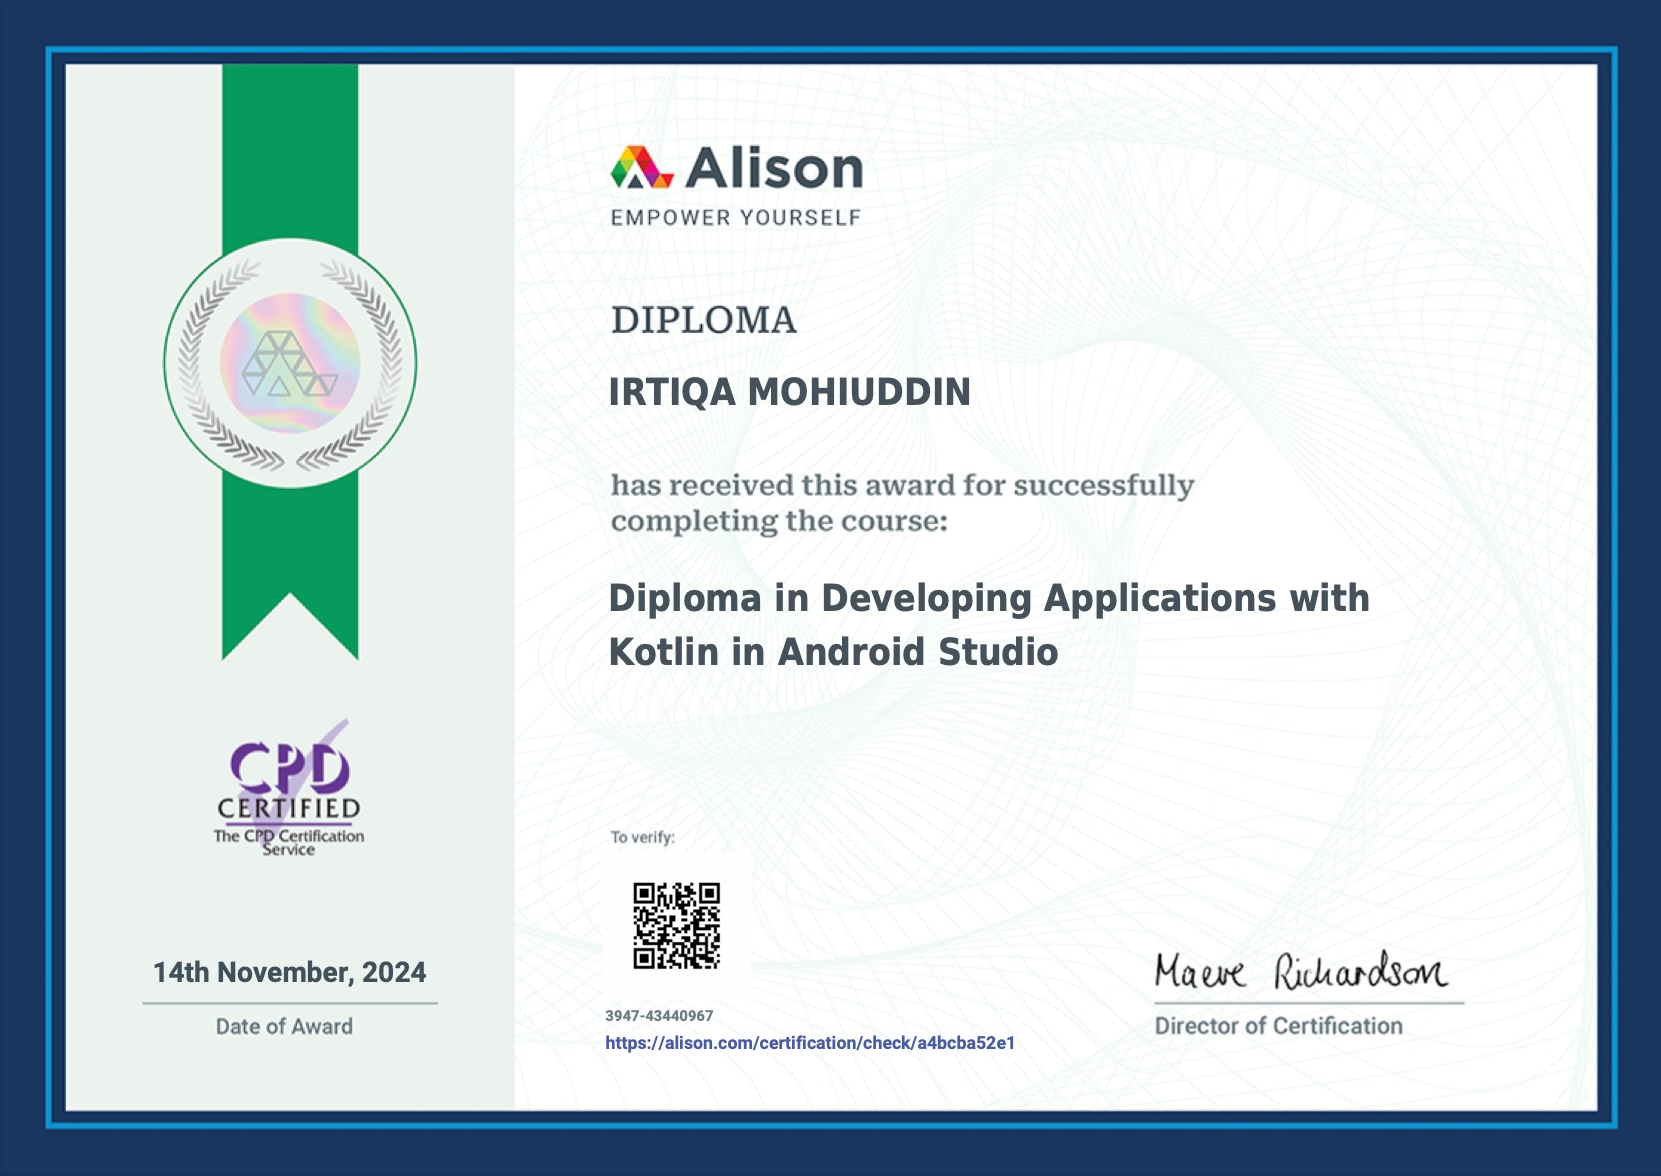 Alison
EMPOWER YOURSELF
DIPLOMA
IRTIQA MOHIUDDIN
has received this award for successfully
completing the course:
Diploma in Developing Applications with
Kotlin in Android Studio
CPD
CERTIFIED
The CPD Certification
Service
14th November, 2024
Date of Award
To verify:
3947-43440967
https://alison.com/certification/check/a4bcba52e1
Maeve Richardson
Director of Certification